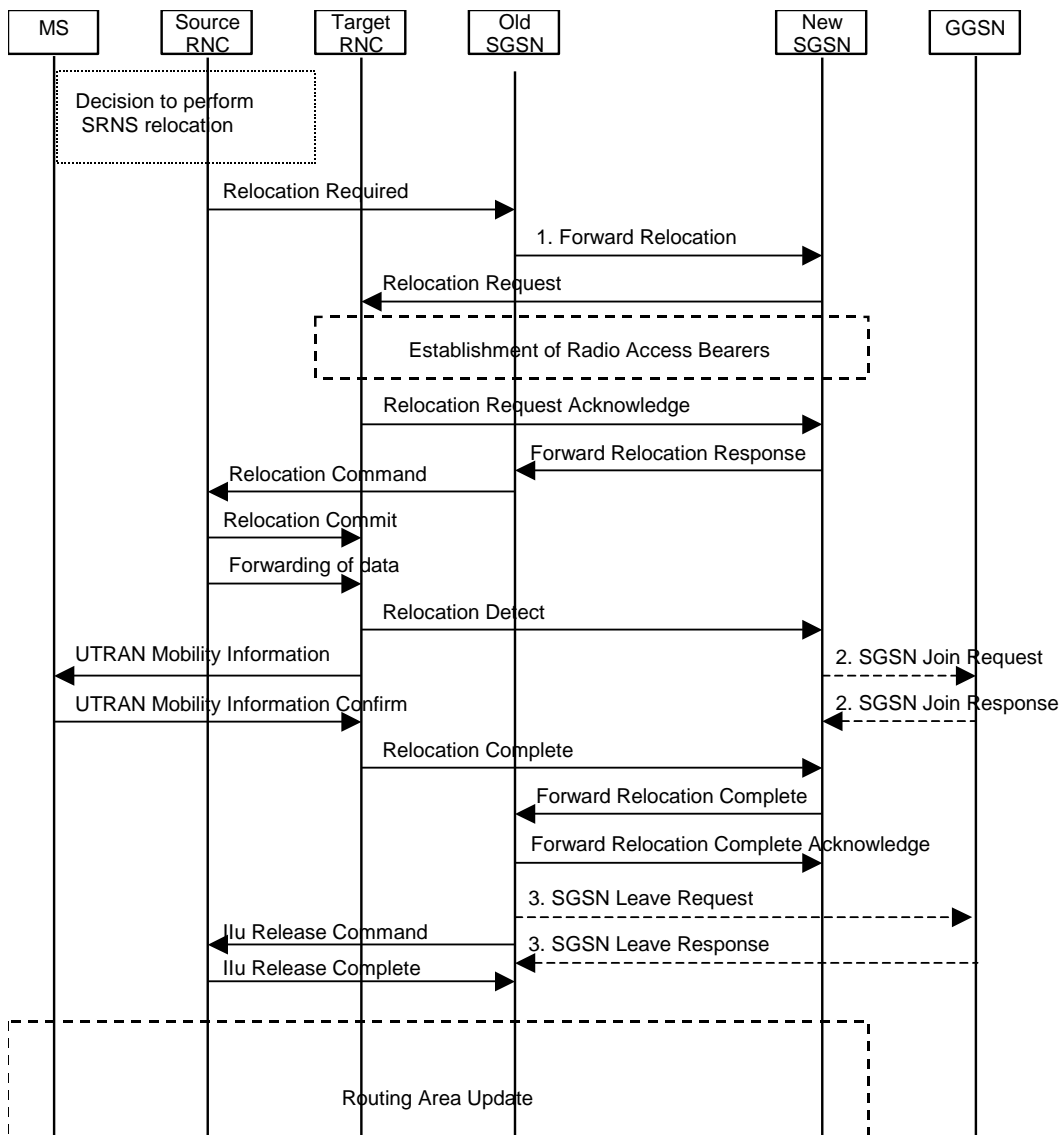 MS
Source
RNC
Target
RNC
Old
SGSN
New
SGSN
GGSN
Decision to perform
SRNS relocation
Relocation Required
1. Forward Relocation
Relocation Request
Establishment of Radio Access Bearers
Relocation Request Acknowledge
Forward Relocation Response
Relocation Command
Relocation Commit
Forwarding of data
Relocation Detect
UTRAN Mobility Information
2. SGSN Join Request
UTRAN Mobility Information Confirm
2. SGSN Join Response
Relocation Complete
Forward Relocation Complete
Forward Relocation Complete Acknowledge
3. SGSN Leave Request
IIu Release Command
3. SGSN Leave Response
IIu Release Complete
Routing Area Update